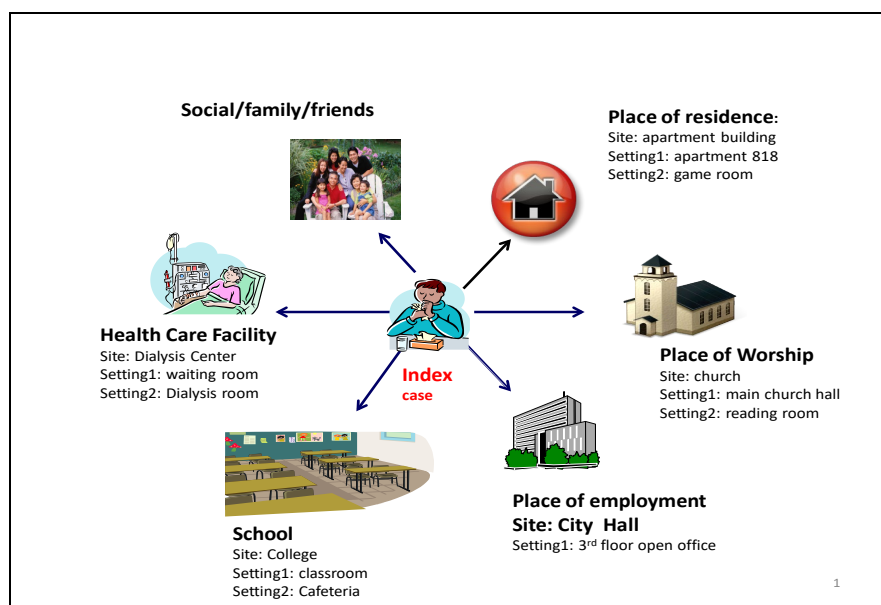 Social/family/friends
Place of residence:
Site: apartment building
Setting1: apartment 818
Setting2: game room
Health Care Facility
Site: Dialysis Center
Setting1: waiting room
Setting2: Dialysis room
Index
case
Place of Worship
Site: church
Setting1: main church hall
Setting2: reading room
School
Site: College
Setting1: classroom
Setting2: Cafeteria
Place of employment
Site: City Hall
Setting1: 3rd floor open office
1